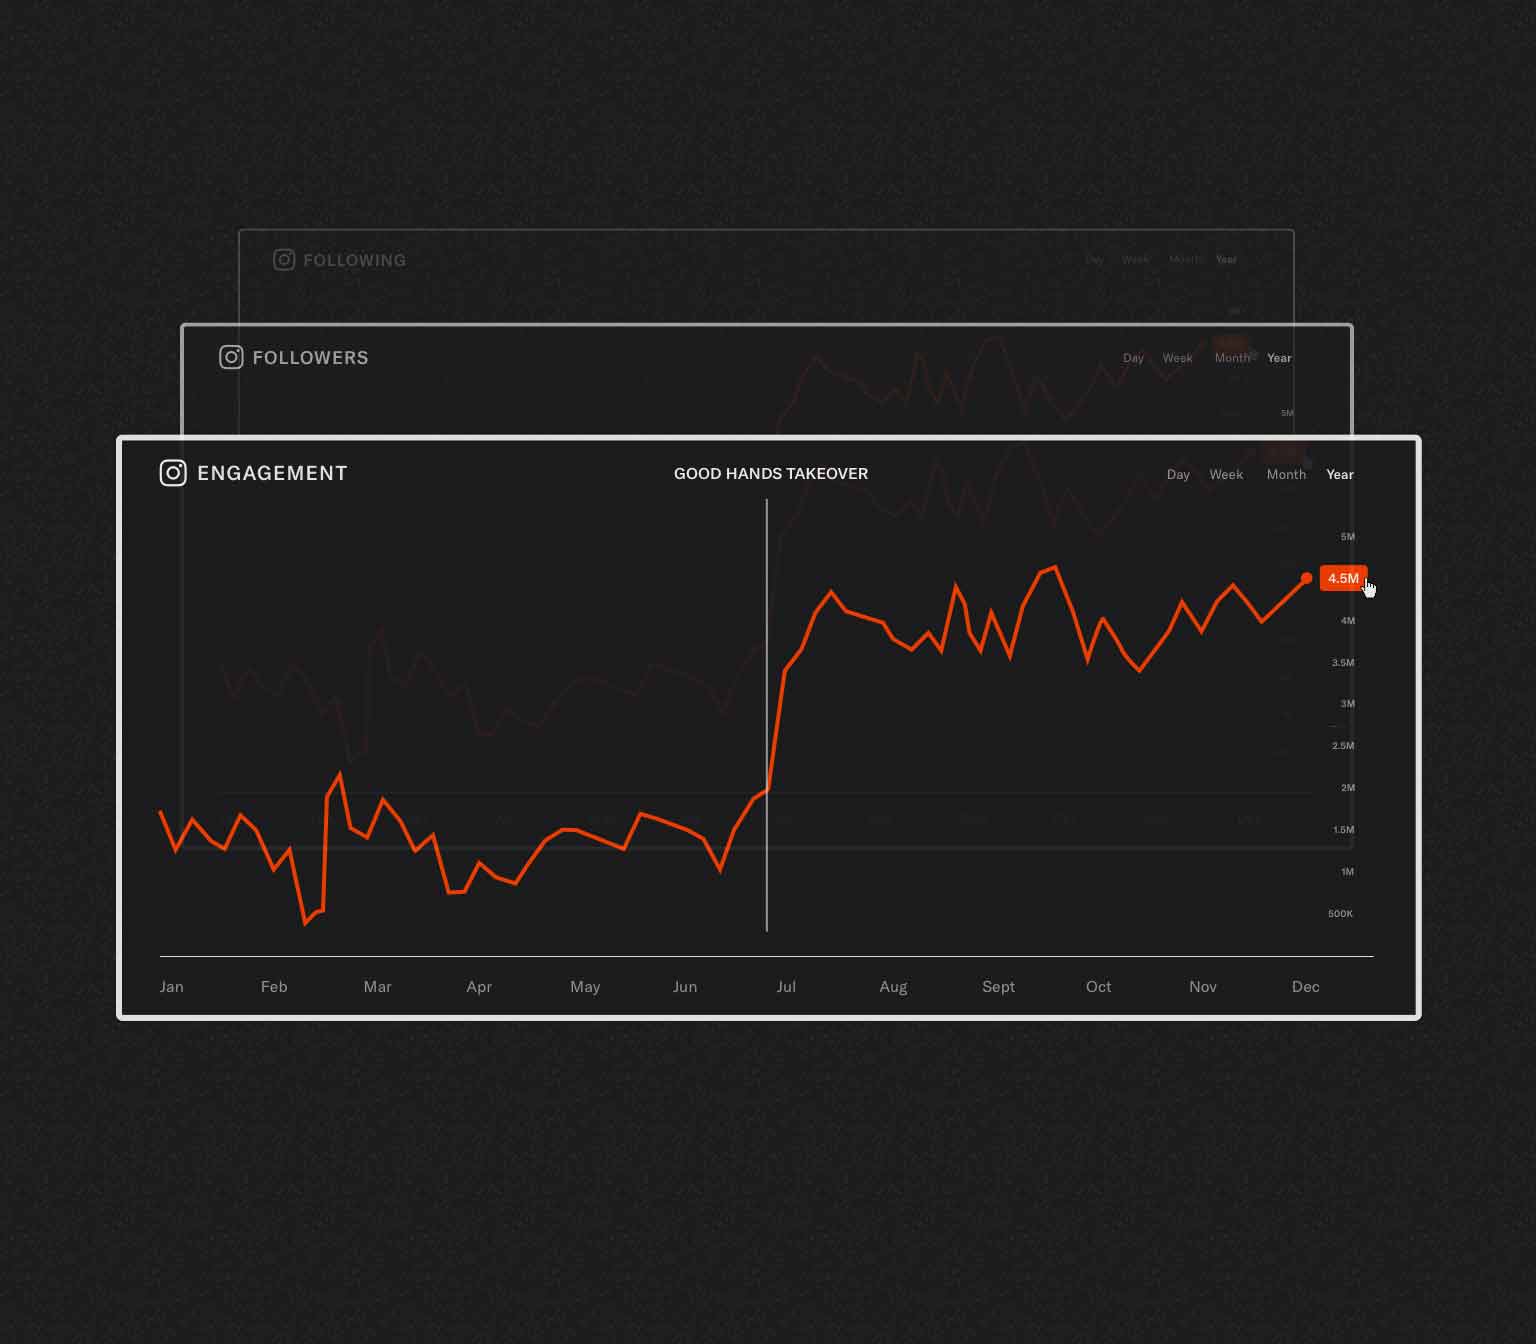 FOLLOWING
Day Week Month Year
FOLLOWERS
Day Week Month Year
5M
ENGAGEMENT
GOOD HANDS TAKEOVER
Day Week Month Year
5M
4.5M
4M
3.5M
3M
2.5M
2M
1.5M
1M
500K
Jan Feb Mar Apr May Jun Jul Aug Sept Oct Nov Dec